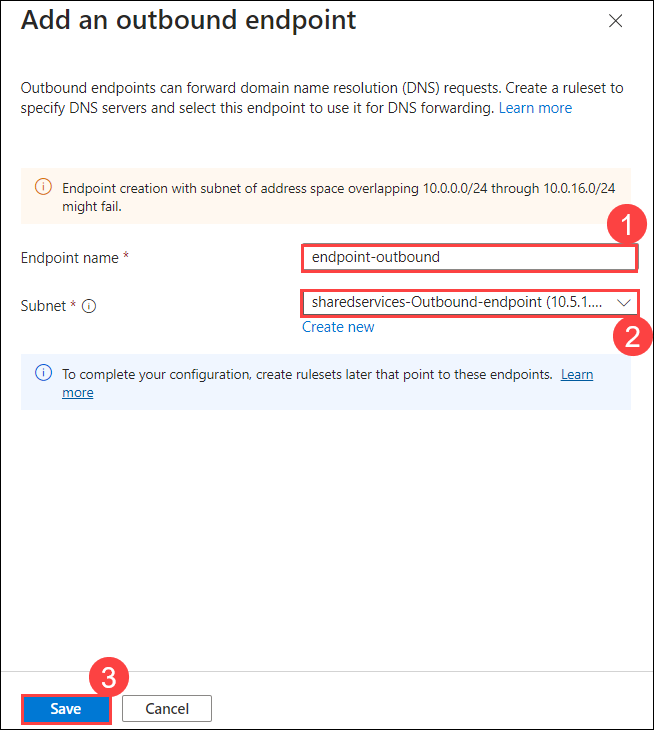 Add an outbound endpoint
Outbound endpoints can forward domain name resolution (DNS) requests. Create a ruleset to
specify DNS servers and select this endpoint to use it for DNS forwarding. Learn more
Endpoint creation with subnet of address space overlapping 10.0.0.0/24 through 10.0.16.0/24
might fail.
1
Endpoint name *
endpoint-outbound
Subnet *
sharedservices-Outbound-endpoint (10.5.1....
Create new
2
To complete your configuration, create rulesets later that point to these endpoints. Learn
more
3
Save
Cancel